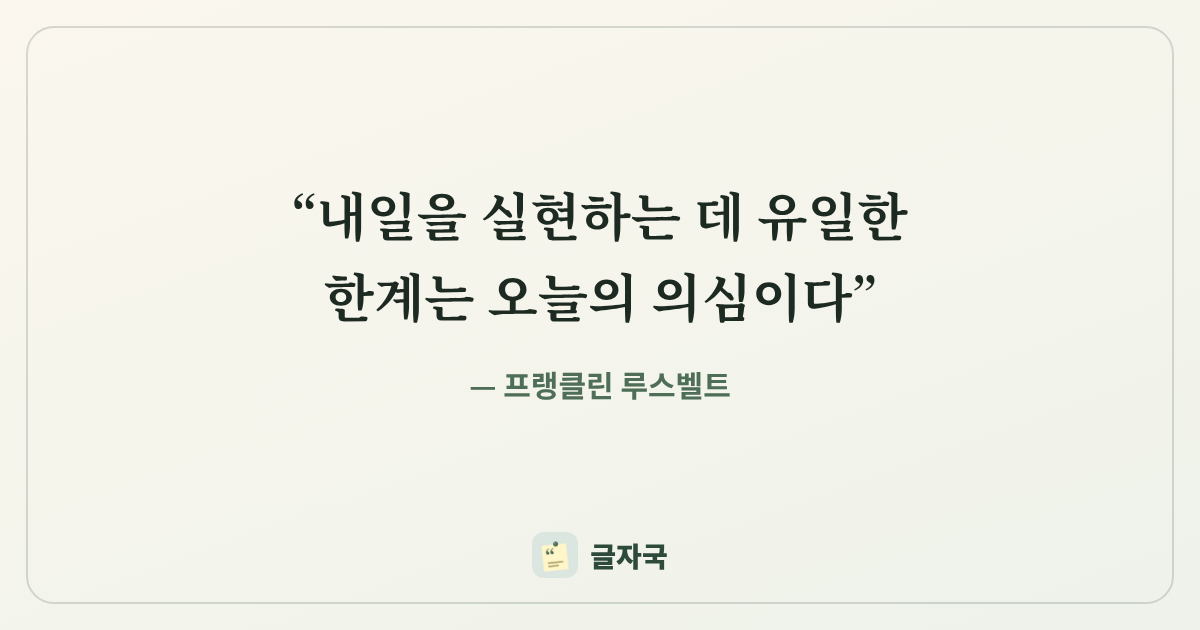 “내일을 실현하는 데 유일한
한계는 오늘의 의심이다”
— 프랭클린 루스벨트
글자국